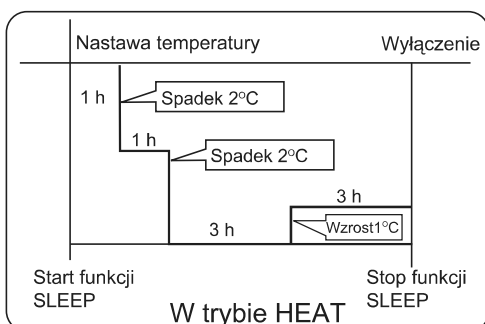 Nastawa temperatury
Wyłączenie
1 h
Spadek 2°C
1 h
Spadek 2°C
3 h
3 h
Wzrost1°C
Start funkcji
SLEEP
Stop funkcji
SLEEP
W trybie HEAT